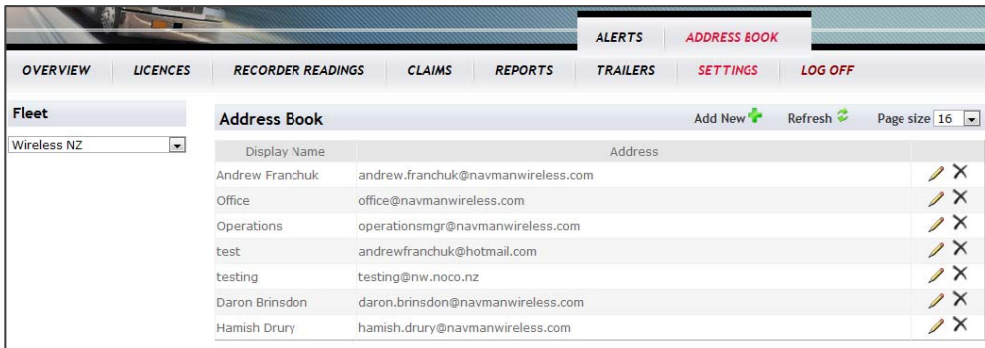 ALERTS ADDRESS BOOK
OVERVIEW LICENCES RECORDER READINGS CLAIMS REPORTS TRAILERS SETTINGS LOG OFF
Fleet
Wireless NZ
Address Book Add New Refresh Page size 16
Display Name Address
Andrew Franchuk andrew.franchuk@navmanwireless.com
Office office@navmanwireless.com
Operations operationsmgr@navmanwireless.com
test andrewfranchuk@hotmail.com
testing testing@nw.noco.nz
Daron Brinsdon daron.brinsdon@navmanwireless.com
Hamish Drury hamish.drury@navmanwireless.com